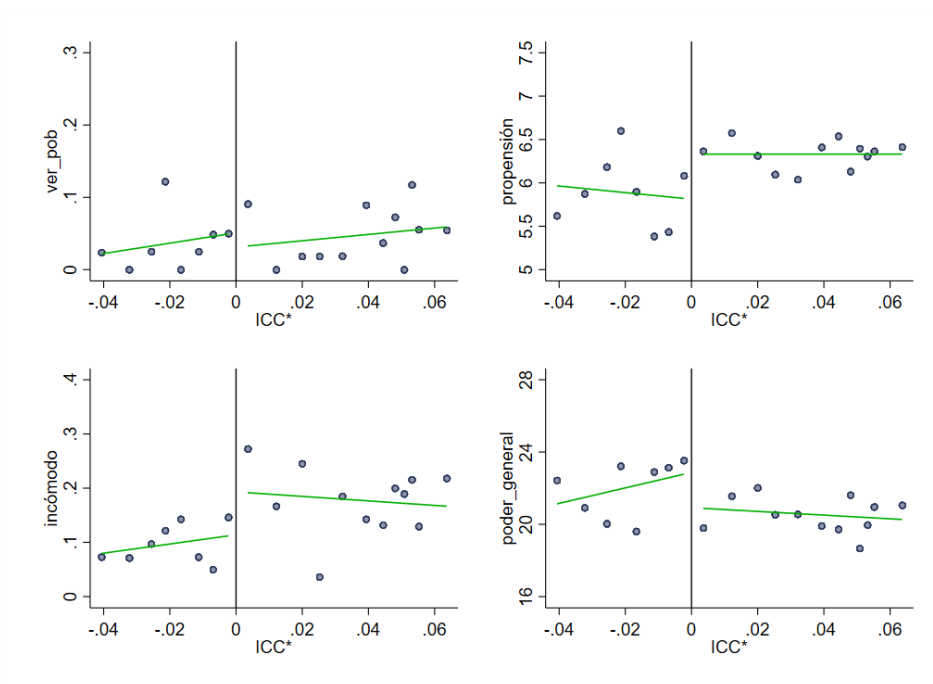 ver_pob
0 .1 .2 .3
-.04 -.02 0 .02 .04 .06
ICC*
propensión
5 5.5 6 6.5 7 7.5
-.04 -.02 0 .02 .04 .06
ICC*
incómodo
0 .1 .2 .3 .4
-.04 -.02 0 .02 .04 .06
ICC*
poder_general
16 20 24 28
-.04 -.02 0 .02 .04 .06
ICC*